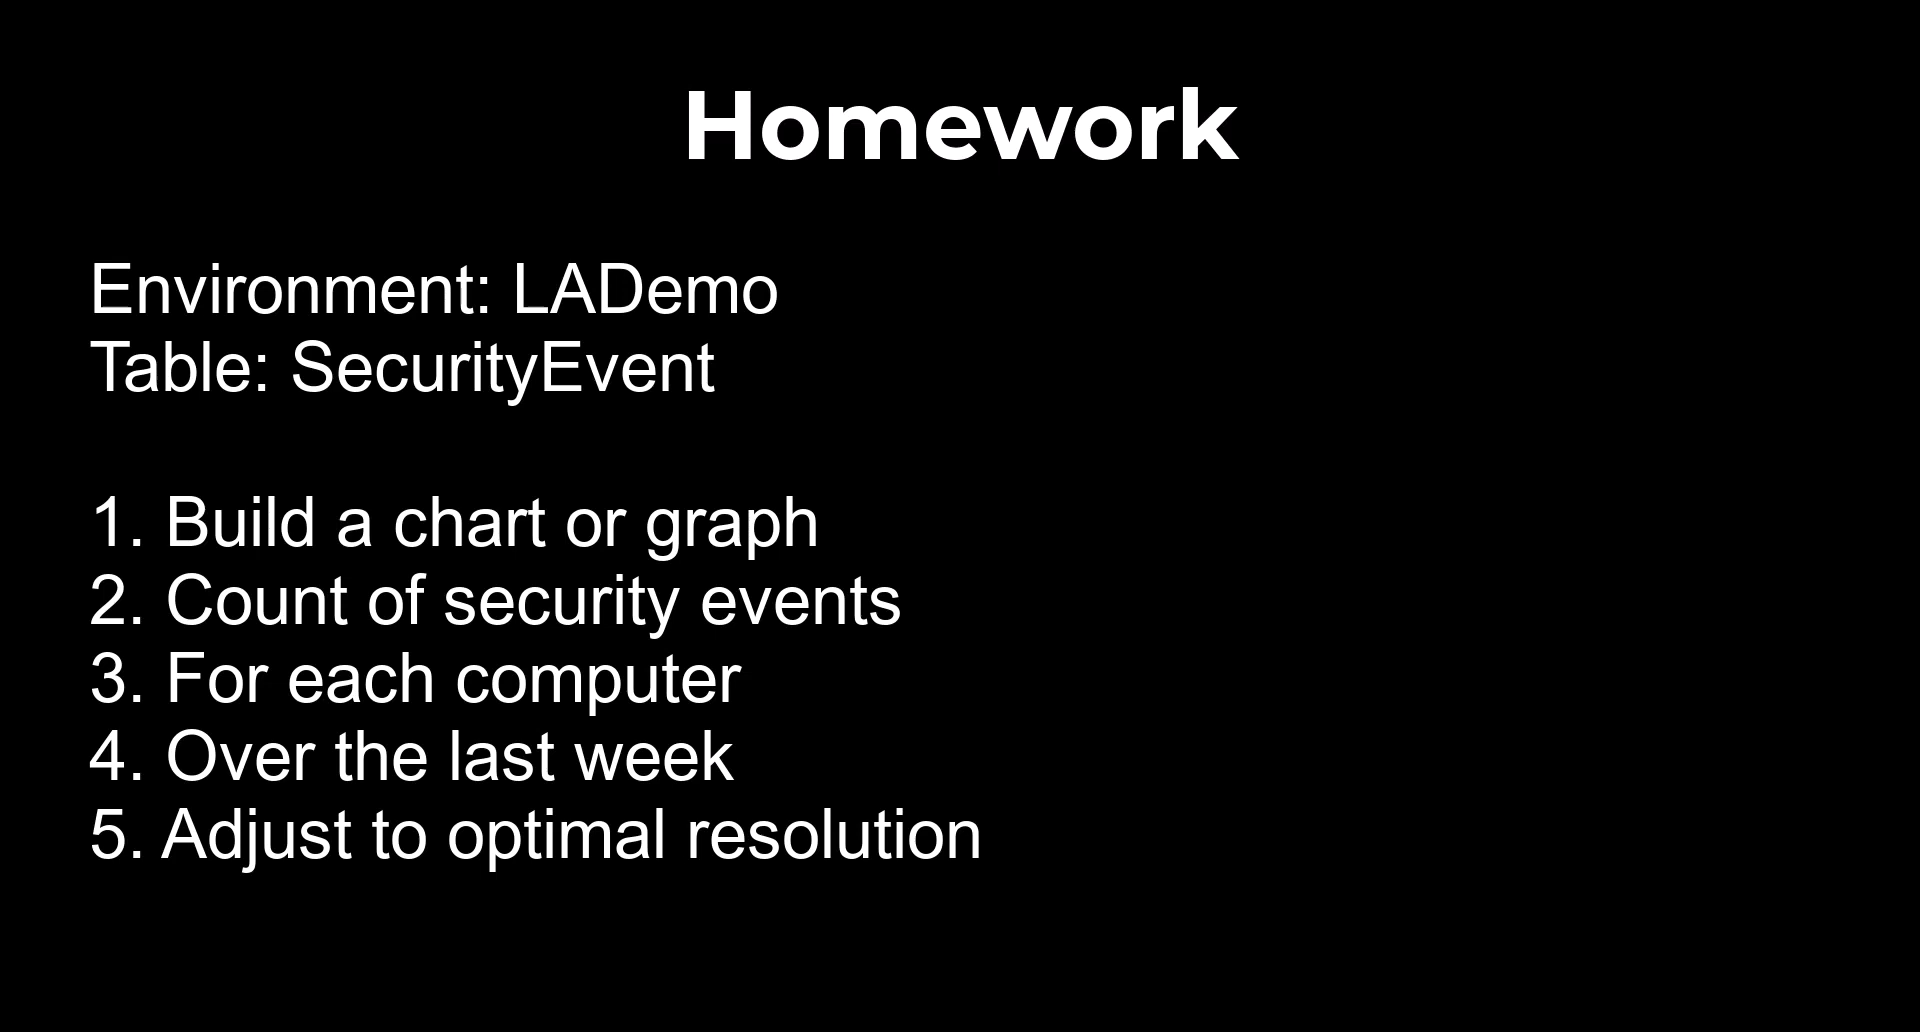 Homework
Environment: LADemo
Table: SecurityEvent
1. Build a chart or graph
2. Count of security events
3. For each computer
4. Over the last week
5. Adjust to optimal resolution